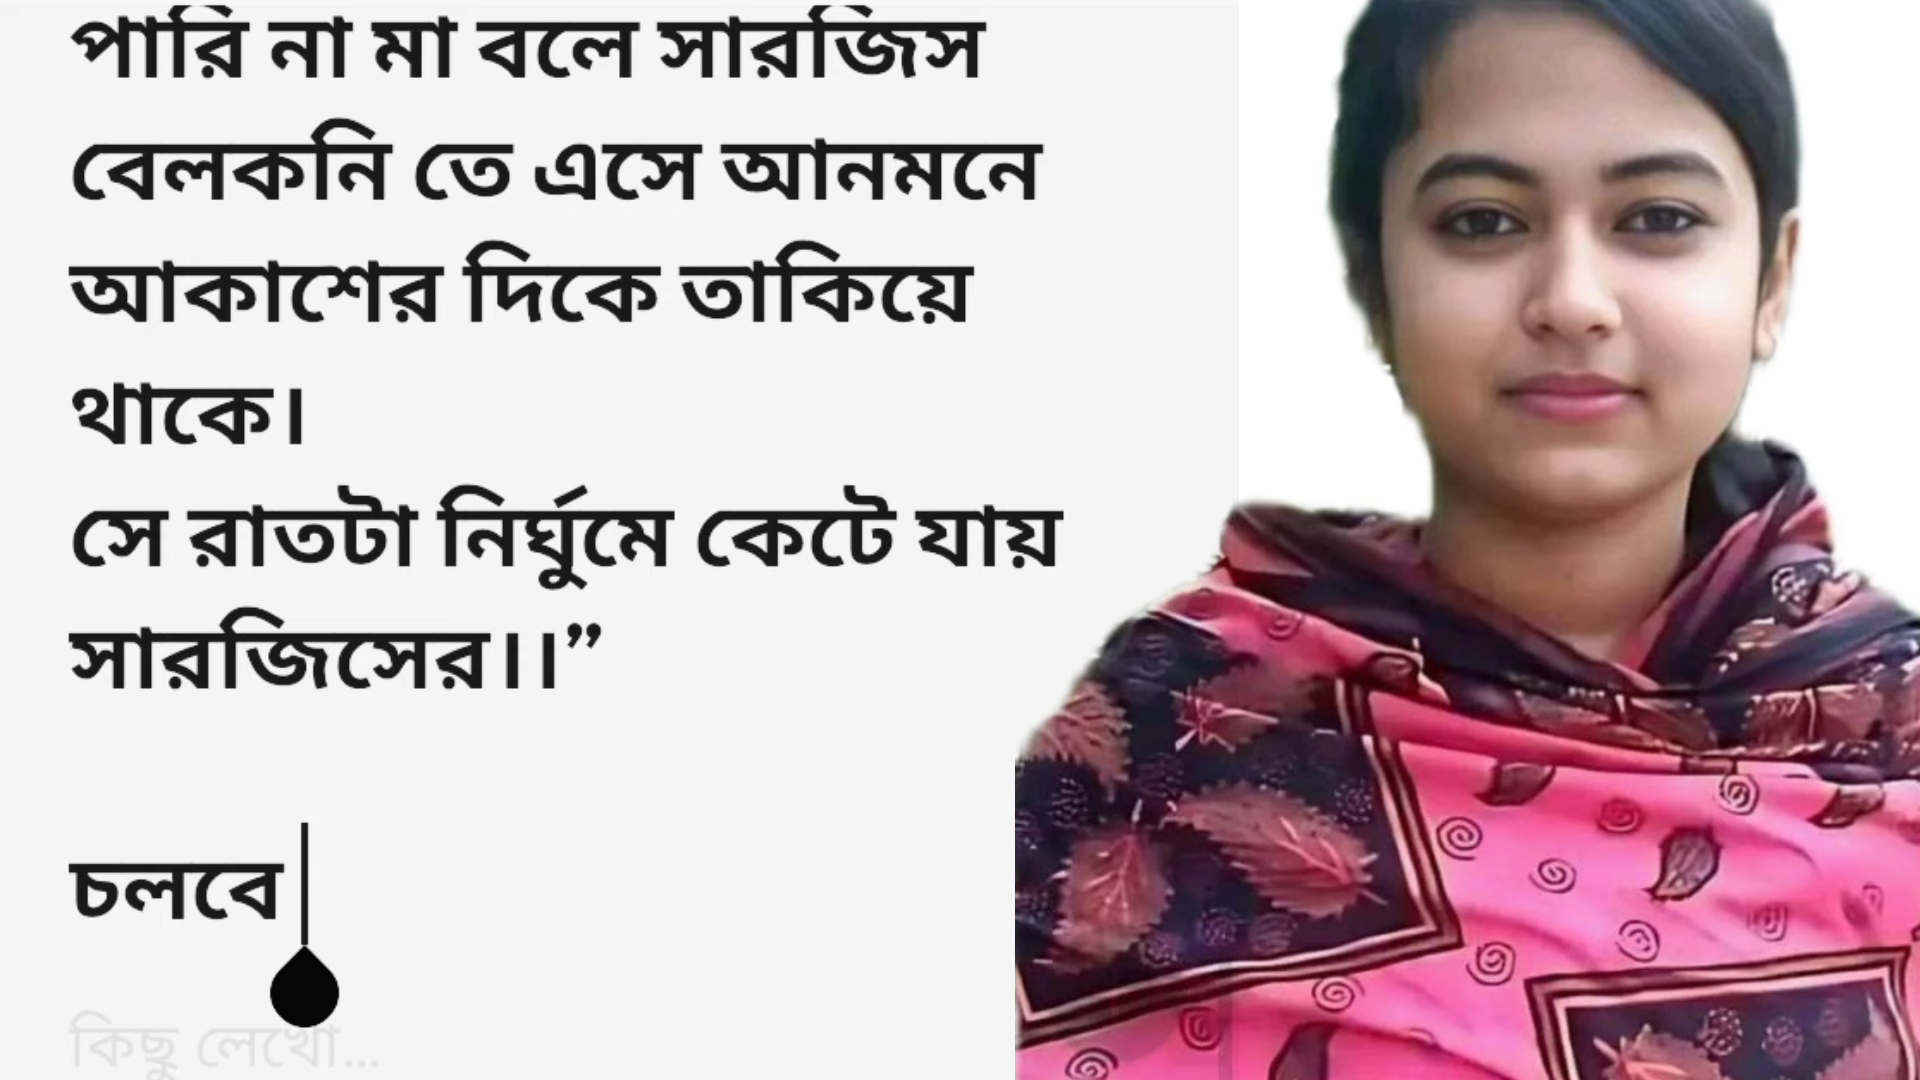 পারি না মা বলে সারজিস
বেলকনি তে এসে আনমনে
আকাশের দিকে তাকিয়ে
থাকে।
সে রাতটা নির্ঘুমে কেটে যায়
সারজিসের।।”
চলবে
কিছু লেখো...